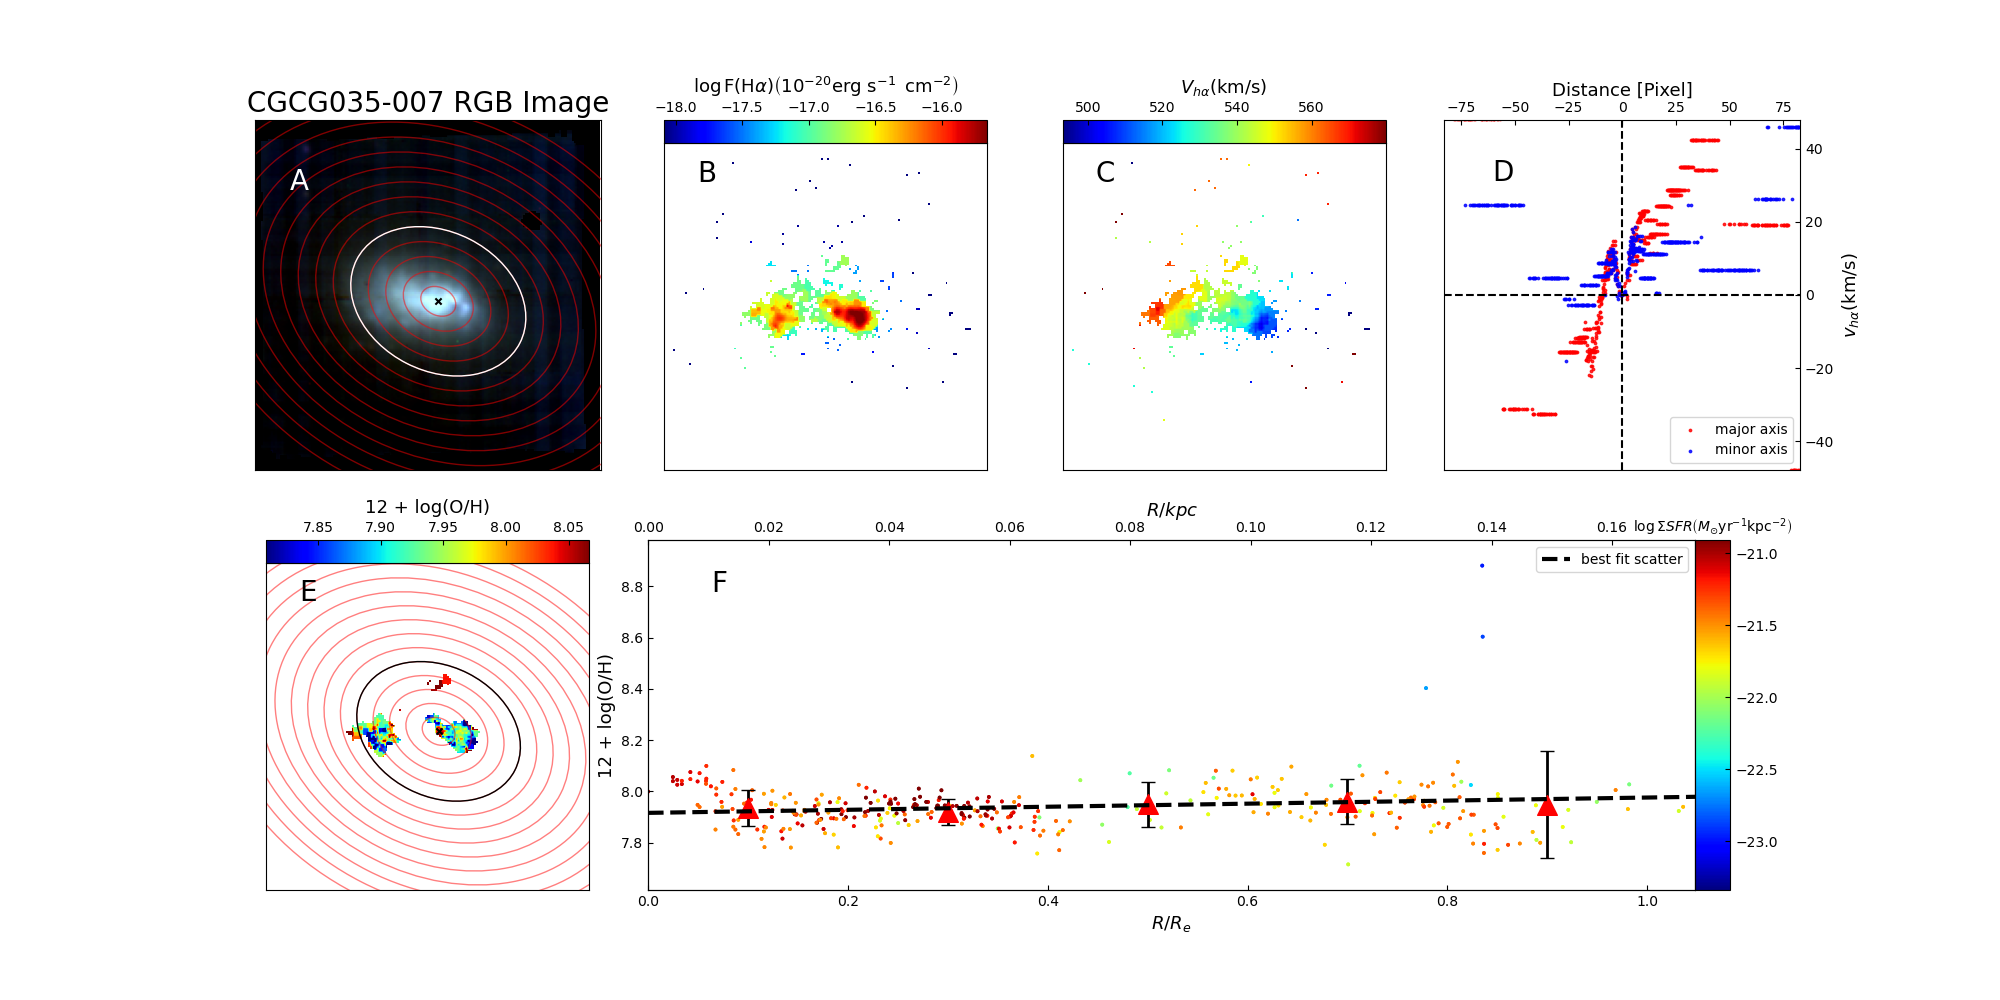 CGCG035-007 RGB Image
A
log F(Hα)(10⁻²⁰erg s⁻¹ cm⁻²)
−18.0 −17.5 −17.0 −16.5 −16.0
B
V_{hα}(km/s)
500 520 540 560
C
Distance [Pixel]
−75 −50 −25 0 25 50 75
D
40
20
0
−20
−40
v_{hα}(km/s)
major axis
minor axis
12 + log(O/H)
7.85 7.90 7.95 8.00 8.05
E
R/kpc
0.00 0.02 0.04 0.06 0.08 0.10 0.12 0.14 0.16
log ΣSFR(M_⊙yr⁻¹kpc⁻²)
F
best fit scatter
12 + log(O/H)
8.8
8.6
8.4
8.2
8.0
7.8
0.0 0.2 0.4 0.6 0.8 1.0
R/R_e
−21.0
−21.5
−22.0
−22.5
−23.0